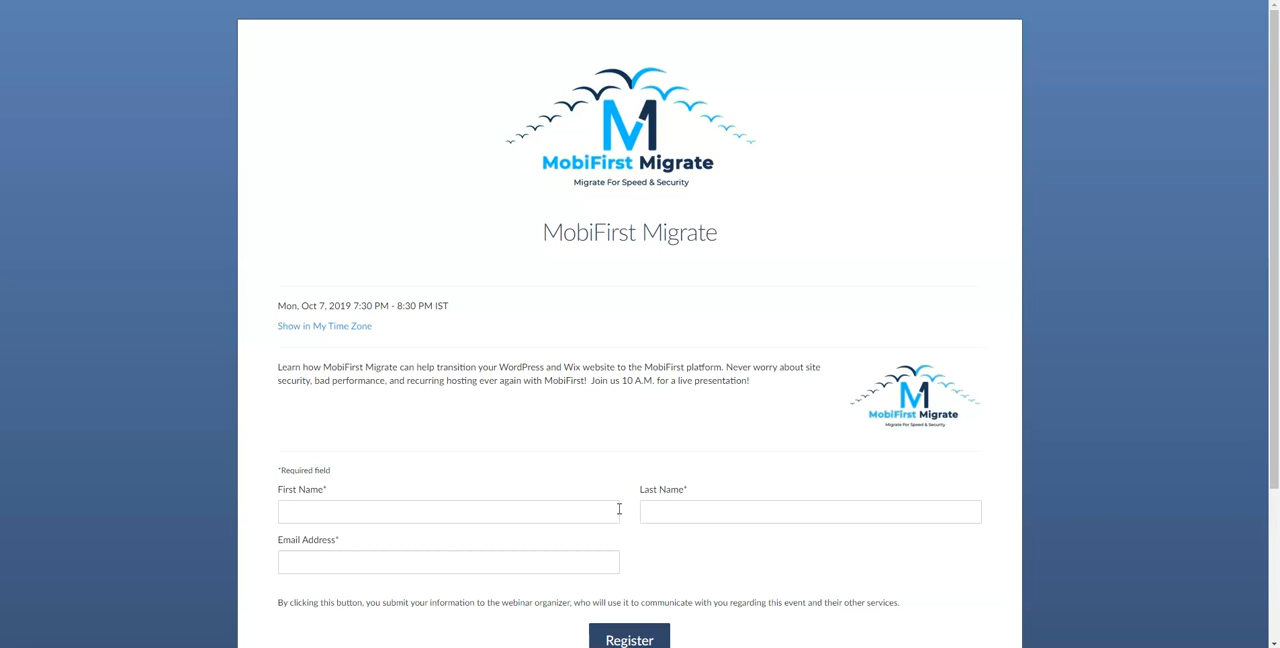 M
MobiFirst Migrate
Migrate For Speed & Security
MobiFirst Migrate
Mon, Oct 7, 2019 7:30 PM - 8:30 PM IST
Show in My Time Zone
Learn how MobiFirst Migrate can help transition your WordPress and Wix website to the MobiFirst platform. Never worry about site
security, bad performance, and recurring hosting ever again with MobiFirst! Join us 10 A.M. for a live presentation!
M
MobiFirst Migrate
Migrate For Speed & Security
*Required field
First Name*
Last Name*
Email Address*
By clicking this button, you submit your information to the webinar organizer, who will use it to communicate with you regarding this event and their other services.
Register